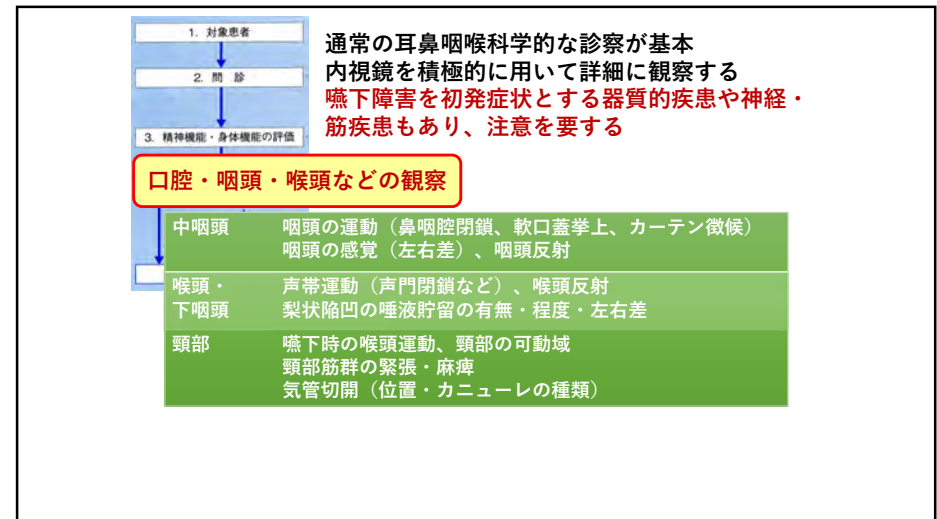 1. 対象患者
2. 問 診
3. 精神機能・身体機能の評価
通常の耳鼻咽喉科学的な診察が基本
内視鏡を積極的に用いて詳細に観察する
嚥下障害を初発症状とする器質的疾患や神経・
筋疾患もあり、注意を要する
口腔・咽頭・喉頭などの観察
中咽頭 咽頭の運動（鼻咽腔閉鎖、軟口蓋挙上、カーテン徴候）
咽頭の感覚（左右差）、咽頭反射
喉頭・ 声帯運動（声門閉鎖など）、喉頭反射
下咽頭 梨状陥凹の唾液貯留の有無・程度・左右差
頸部 嚥下時の喉頭運動、頸部の可動域
頸部筋群の緊張・麻痺
気管切開（位置・カニューレの種類）